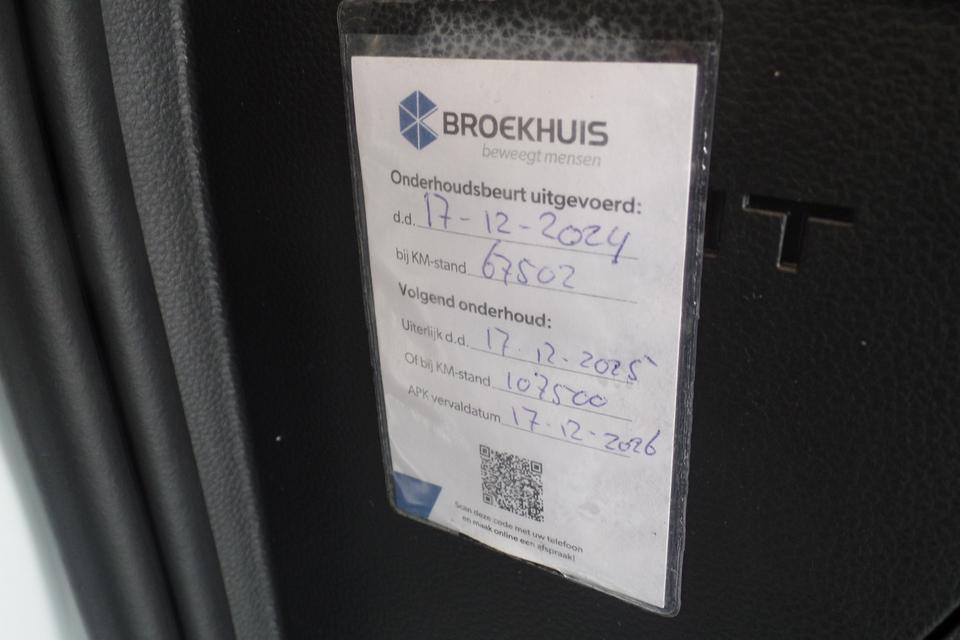 BROEKHUIS
beweegt mensen
Onderhoudsbeurt uitgevoerd:
d.d. 17-12-2024
bij KM-stand 67502
Volgend onderhoud:
Uiterlijk d.d. 17.12.2025
Of bij KM-stand 107500
APK vervaldatum 17.12-2026
Scan deze code met uw telefoon
en maak online een afspraak!
IT